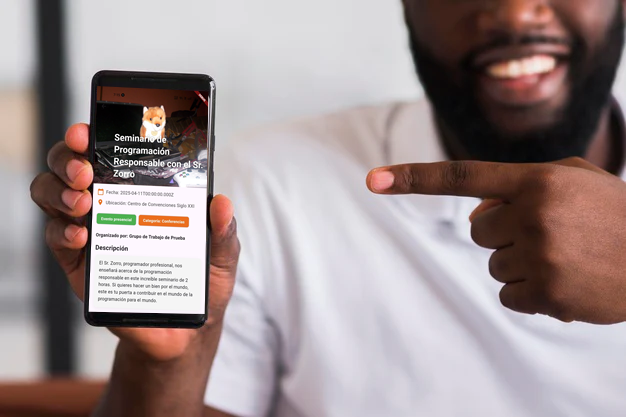 Seminario de
Programación
Responsable con el Sr.
Zorro
Fecha: 2025-04-11T00:00:00.000Z
Ubicación: Centro de Convenciones Siglo XXI
Evento presencial
Categoría: Conferencias
Organizado por: Grupo de Trabajo de Prueba
Descripción
El Sr. Zorro, programador profesional, nos
enseñará acerca de la programación
responsable en este increíble seminario de 2
horas. Si quieres hacer un bien por el mundo,
este es tu puerta a contribuir en el mundo de la
programación para el mundo.